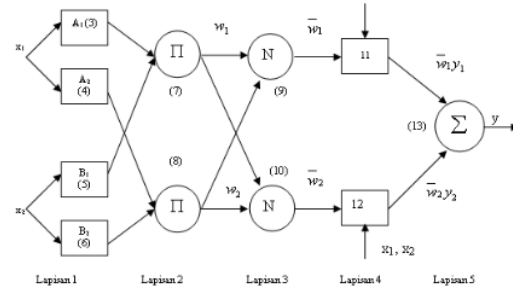 x₁
A₁(3)
A₂
(4)
B₁
(5)
x₂
B₂
(6)
Π
(7)
(8)
Π
w₁
w₂
N
(9)
(10)
N
w̅₁
w̅₂
11
12
x₁, x₂
w̅₁y₁
w̅₂y₂
(13)
Σ
y
Lapisan 1 Lapisan 2 Lapisan 3 Lapisan 4 Lapisan 5